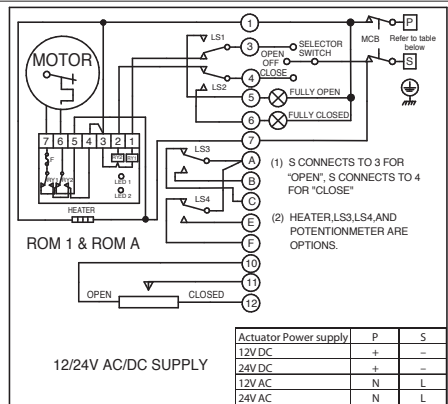 1
P
LS1
MCB
Refer to table
below
3
SELECTOR
SWITCH
MOTOR
OPEN
OFF
S
4
CLOSE
LS2
5
FULLY OPEN
6
FULLY CLOSED
7 6 5 4 3 2 1
7
F
RY1 RY2
RY2 RY1
LS3
A
(1) S CONNECTS TO 3 FOR
"OPEN", S CONNECTS TO 4
FOR "CLOSE"
LED 1
LED 2
B
HEATER
LS4
C
ROM 1 & ROM A
E
(2) HEATER,LS3,LS4,AND
POTENTIONMETER ARE
OPTIONS.
F
10
11
OPEN
CLOSED
12
12/24V AC/DC SUPPLY
Actuator Power supply P S
12V DC + –
24V DC + –
12V AC N L
24V AC N L